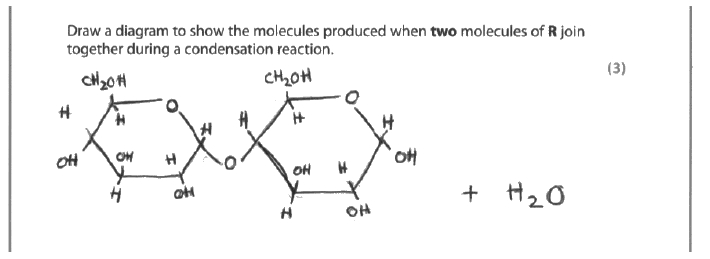 Draw a diagram to show the molecules produced when two molecules of R join
together during a condensation reaction.
(3)
CH₂OH CH₂OH
O O
H H H H H H
OH OH H O OH H OH
H OH H OH
+ H₂O